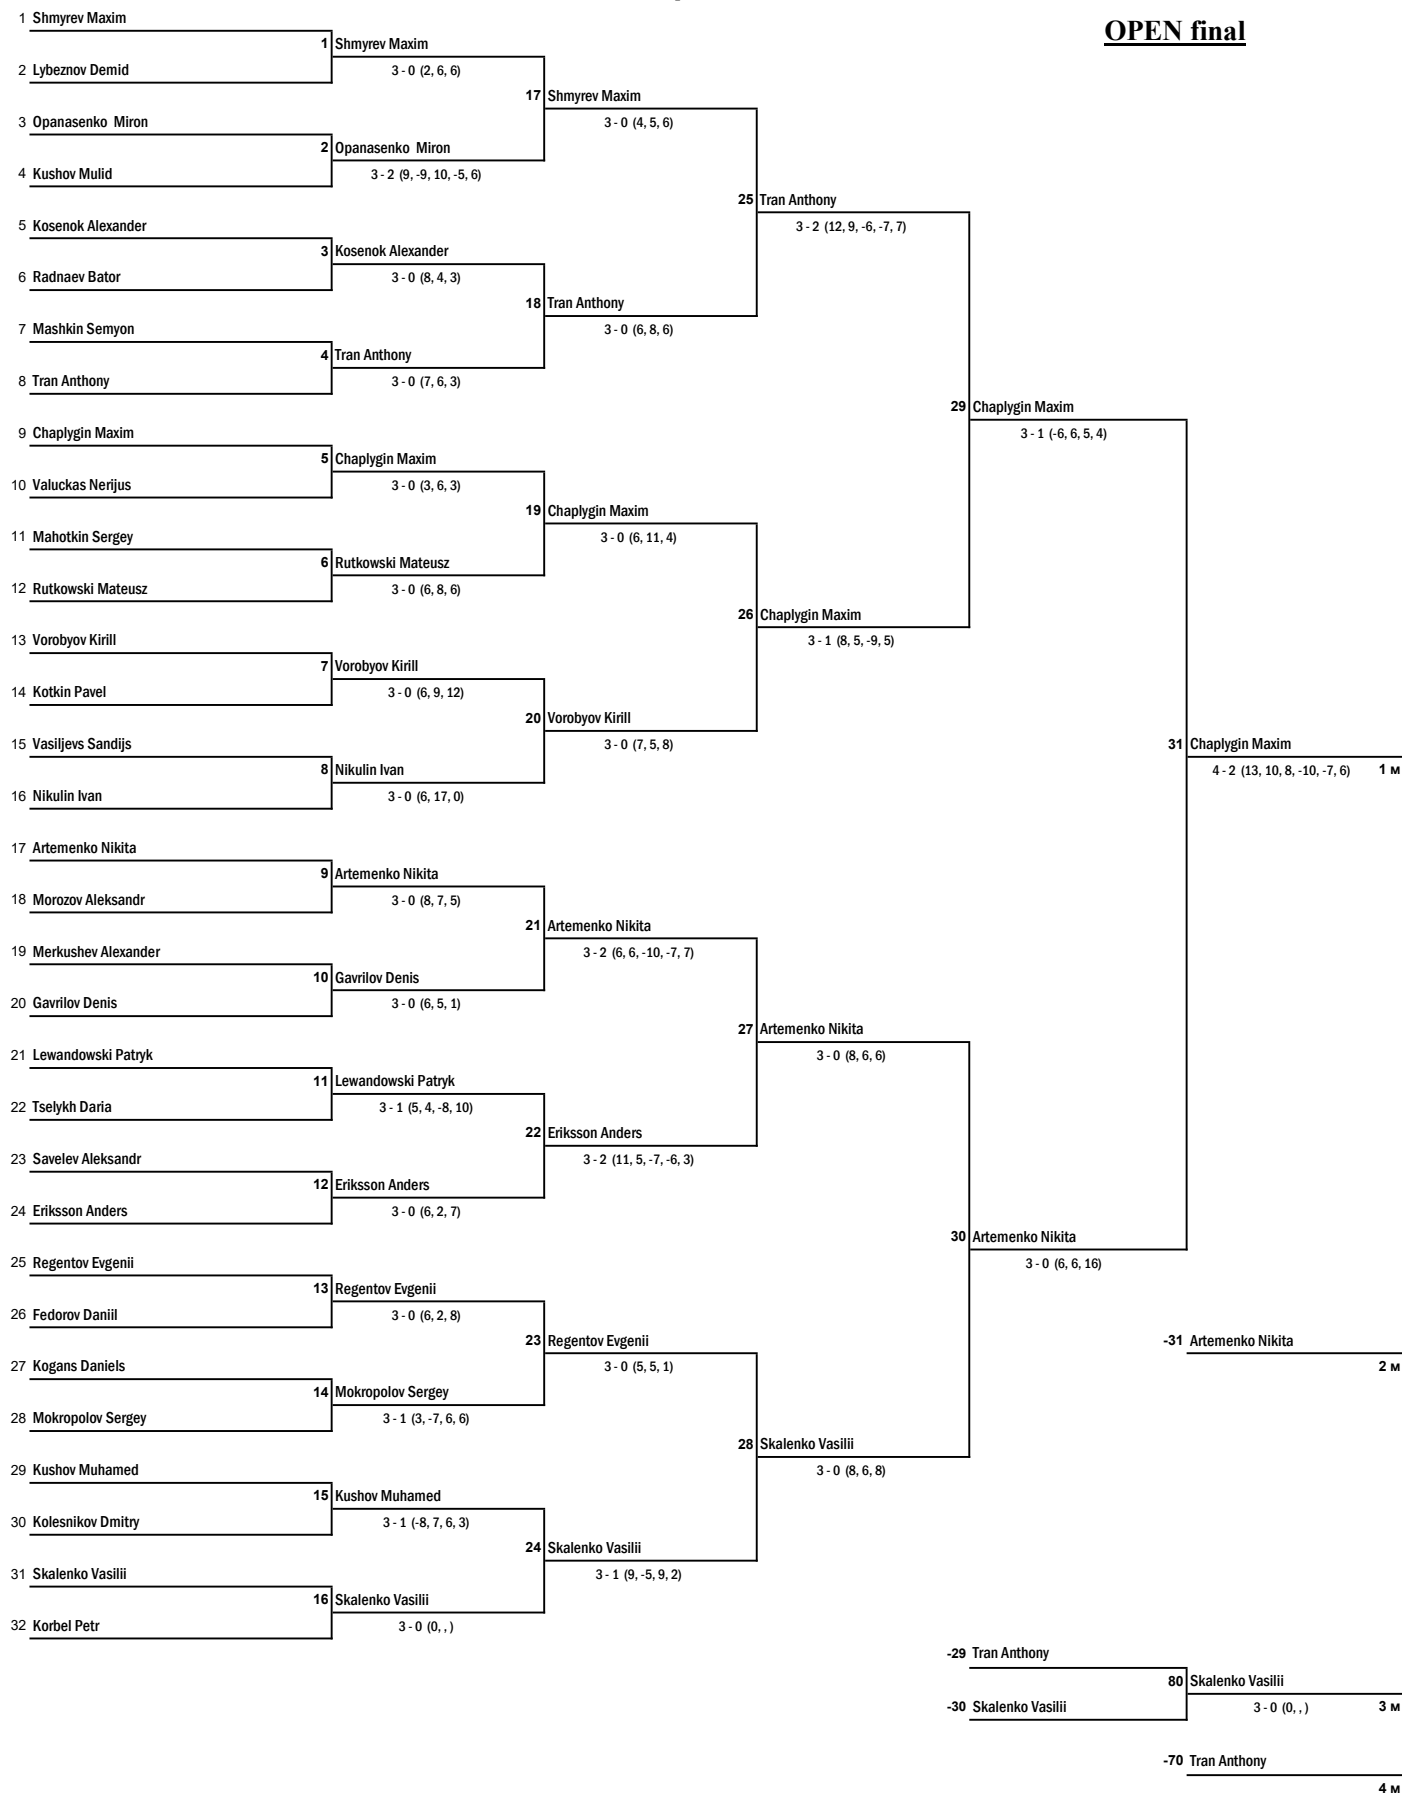 OPEN final
1 Shmyrev Maxim
1 Shmyrev Maxim
2 Lybeznov Demid
3 - 0 (2, 6, 6)
17 Shmyrev Maxim
3 Opanasenko Miron
3 - 0 (4, 5, 6)
2 Opanasenko Miron
4 Kushov Mulid
3 - 2 (9, -9, 10, -5, 6)
25 Tran Anthony
5 Kosenok Alexander
3 - 2 (12, 9, -6, -7, 7)
3 Kosenok Alexander
6 Radnaev Bator
3 - 0 (8, 4, 3)
18 Tran Anthony
7 Mashkin Semyon
3 - 0 (6, 8, 6)
4 Tran Anthony
8 Tran Anthony
3 - 0 (7, 6, 3)
29 Chaplygin Maxim
9 Chaplygin Maxim
3 - 1 (-6, 6, 5, 4)
5 Chaplygin Maxim
10 Valuckas Nerijus
3 - 0 (3, 6, 3)
19 Chaplygin Maxim
11 Mahotkin Sergey
3 - 0 (6, 11, 4)
6 Rutkowski Mateusz
12 Rutkowski Mateusz
3 - 0 (6, 8, 6)
26 Chaplygin Maxim
13 Vorobyov Kirill
3 - 1 (8, 5, -9, 5)
7 Vorobyov Kirill
14 Kotkin Pavel
3 - 0 (6, 9, 12)
20 Vorobyov Kirill
15 Vasiljevs Sandijs
3 - 0 (7, 5, 8)
31 Chaplygin Maxim
8 Nikulin Ivan
4 - 2 (13, 10, 8, -10, -7, 6) 1 м
16 Nikulin Ivan
3 - 0 (6, 17, 0)
17 Artemenko Nikita
9 Artemenko Nikita
18 Morozov Aleksandr
3 - 0 (8, 7, 5)
21 Artemenko Nikita
19 Merkushev Alexander
3 - 2 (6, 6, -10, -7, 7)
10 Gavrilov Denis
20 Gavrilov Denis
3 - 0 (6, 5, 1)
27 Artemenko Nikita
21 Lewandowski Patryk
3 - 0 (8, 6, 6)
11 Lewandowski Patryk
22 Tselykh Daria
3 - 1 (5, 4, -8, 10)
22 Eriksson Anders
23 Savelev Aleksandr
3 - 2 (11, 5, -7, -6, 3)
12 Eriksson Anders
24 Eriksson Anders
3 - 0 (6, 2, 7)
30 Artemenko Nikita
25 Regentov Evgenii
3 - 0 (6, 6, 16)
13 Regentov Evgenii
26 Fedorov Daniil
3 - 0 (6, 2, 8)
23 Regentov Evgenii
-31 Artemenko Nikita
27 Kogans Daniels
3 - 0 (5, 5, 1)
2 м
14 Mokropolov Sergey
28 Mokropolov Sergey
3 - 1 (3, -7, 6, 6)
28 Skalenko Vasilii
29 Kushov Muhamed
3 - 0 (8, 6, 8)
15 Kushov Muhamed
30 Kolesnikov Dmitry
3 - 1 (-8, 7, 6, 3)
24 Skalenko Vasilii
31 Skalenko Vasilii
3 - 1 (9, -5, 9, 2)
16 Skalenko Vasilii
32 Korbel Petr
3 - 0 (0, , )
-29 Tran Anthony
80 Skalenko Vasilii
-30 Skalenko Vasilii
3 - 0 (0, , ) 3 м
-70 Tran Anthony
4 м